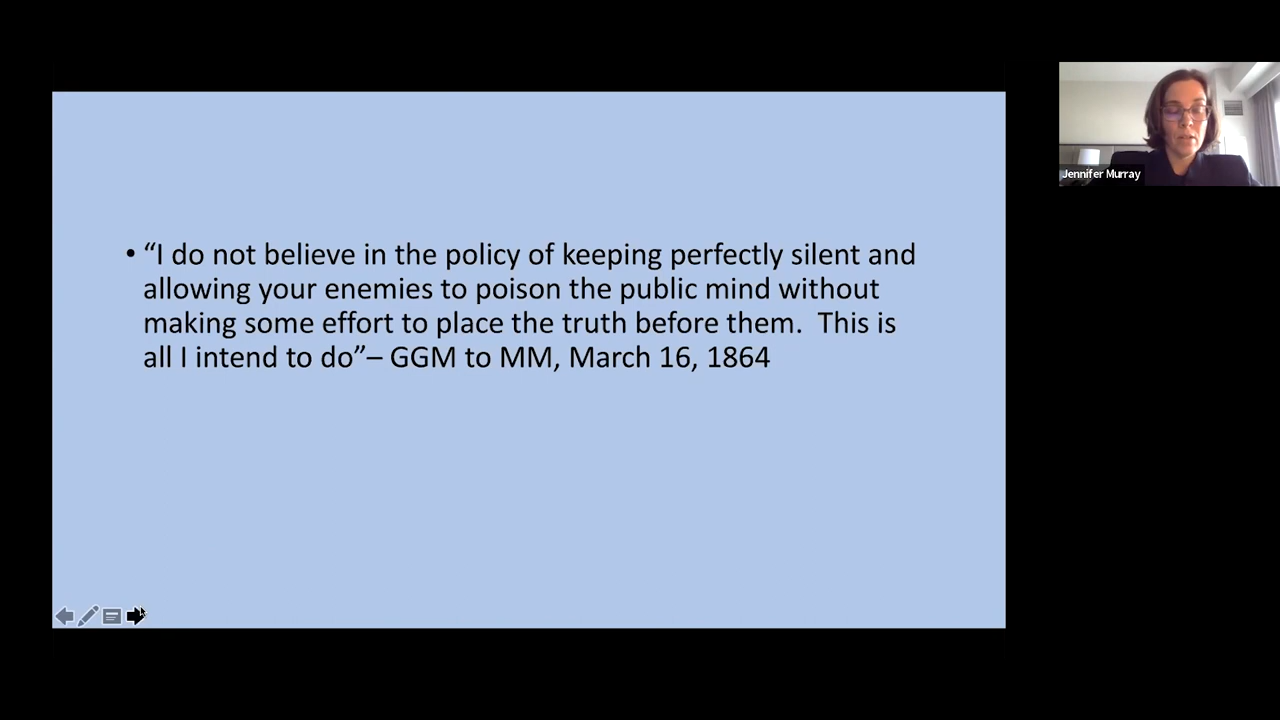 • “I do not believe in the policy of keeping perfectly silent and
allowing your enemies to poison the public mind without
making some effort to place the truth before them.  This is
all I intend to do”– GGM to MM, March 16, 1864
Jennifer Murray